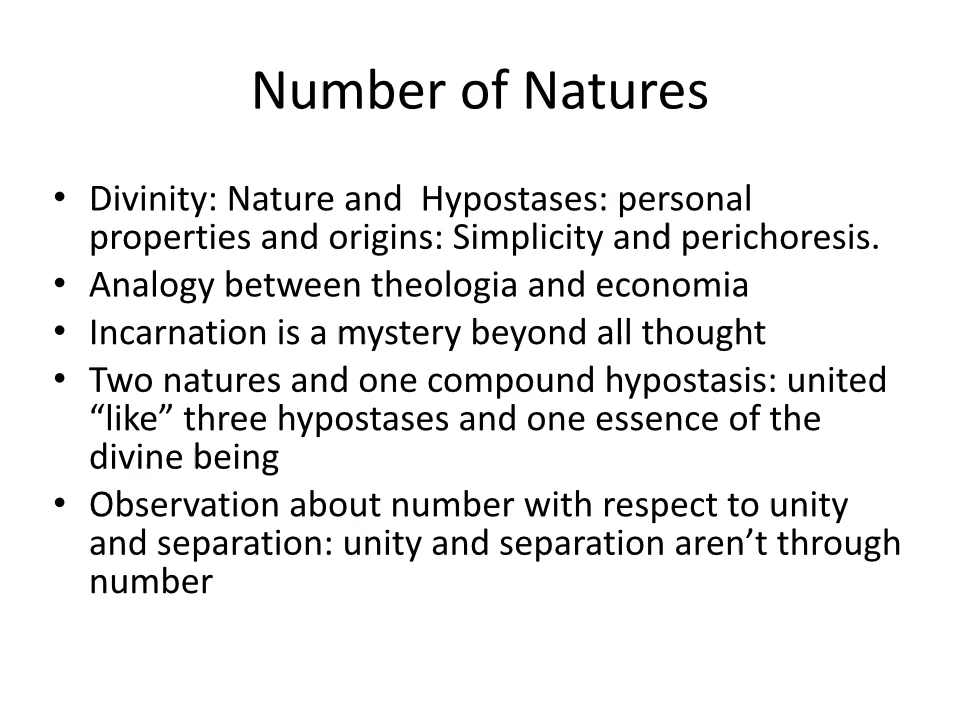 Number of Natures
• Divinity: Nature and  Hypostases: personal
properties and origins: Simplicity and perichoresis.
• Analogy between theologia and economia
• Incarnation is a mystery beyond all thought
• Two natures and one compound hypostasis: united
“like” three hypostases and one essence of the
divine being
• Observation about number with respect to unity
and separation: unity and separation aren’t through
number